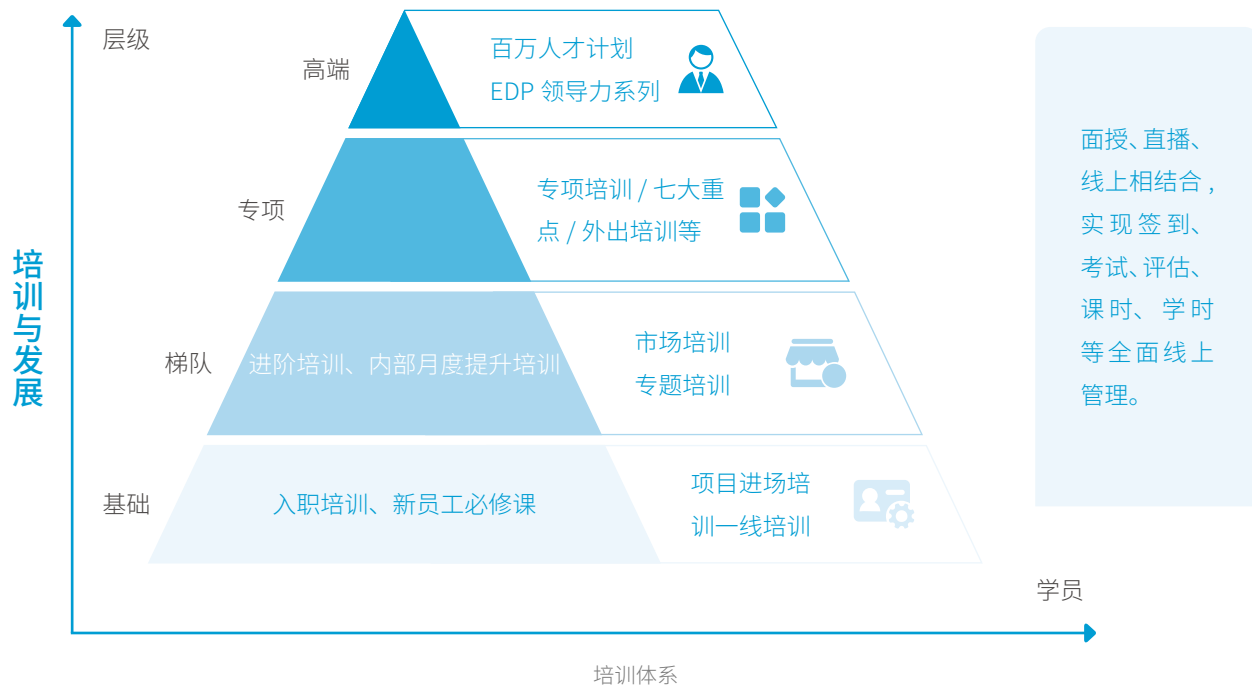 层级
高端
百万人才计划
EDP 领导力系列
专项
专项培训 / 七大重
点 / 外出培训等
培训与发展
梯队
进阶培训、内部月度提升培训
市场培训
专题培训
基础
入职培训、新员工必修课
项目进场培
训一线培训
面授、直播、
线上相结合，
实现签到、
考试、评估、
课时、学时
等全面线上
管理。
学员
培训体系